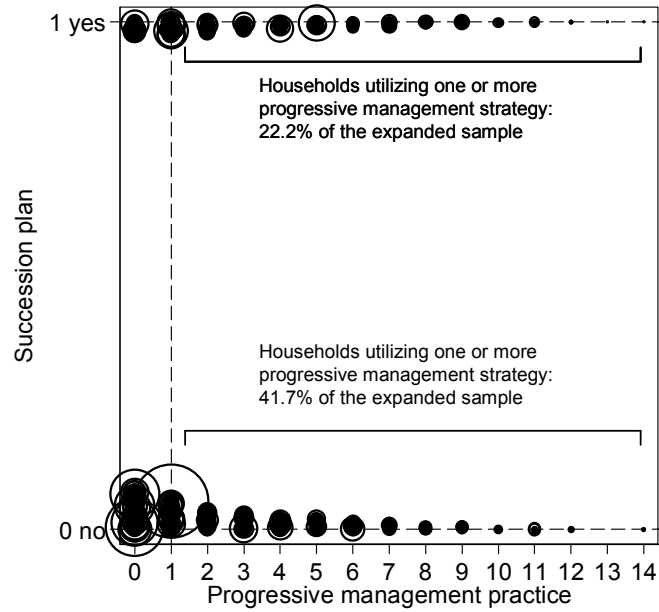 1 yes
Households utilizing one or more
progressive management strategy:
22.2% of the expanded sample
Succession plan
Households utilizing one or more
progressive management strategy:
41.7% of the expanded sample
0 no
0 1 2 3 4 5 6 7 8 9 10 11 12 13 14
Progressive management practice